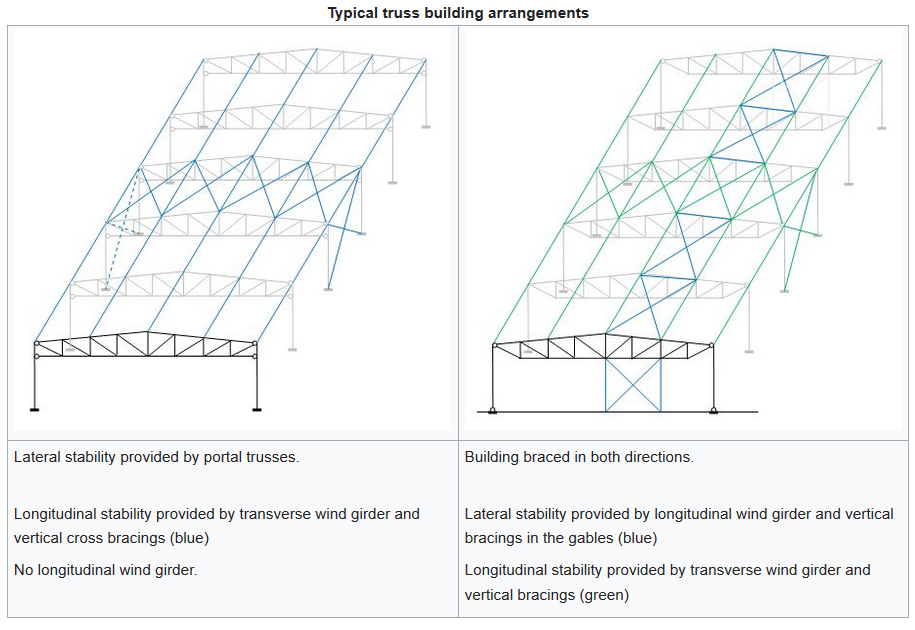 Typical truss building arrangements
Lateral stability provided by portal trusses.
Longitudinal stability provided by transverse wind girder and
vertical cross bracings (blue)
No longitudinal wind girder.
Building braced in both directions.
Lateral stability provided by longitudinal wind girder and vertical
bracings in the gables (blue)
Longitudinal stability provided by transverse wind girder and
vertical bracings (green)